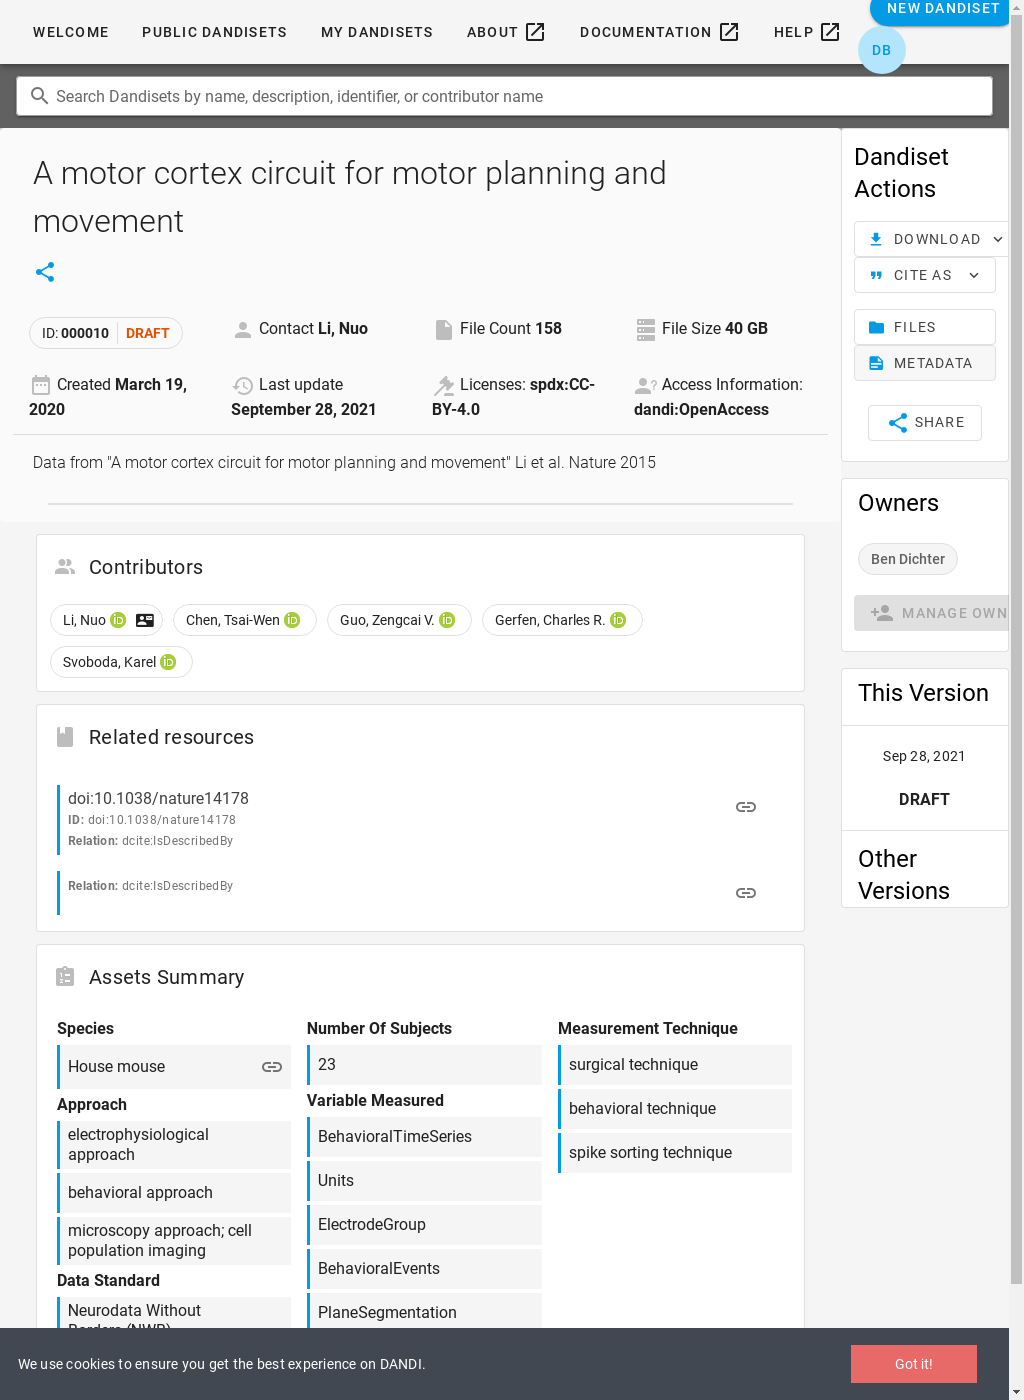 WELCOME PUBLIC DANDISETS MY DANDISETS ABOUT DOCUMENTATION HELP NEW DANDISET
DB
Search Dandisets by name, description, identifier, or contributor name
A motor cortex circuit for motor planning and
movement
ID: 000010 DRAFT
Contact Li, Nuo
File Count 158
File Size 40 GB
Created March 19,
2020
Last update
September 28, 2021
Licenses: spdx:CC-
BY-4.0
Access Information:
dandi:OpenAccess
Data from "A motor cortex circuit for motor planning and movement" Li et al. Nature 2015
Contributors
Li, Nuo iD Chen, Tsai-Wen iD Guo, Zengcai V. iD Gerfen, Charles R. iD
Svoboda, Karel iD
Related resources
doi:10.1038/nature14178
ID: doi:10.1038/nature14178
Relation: dcite:IsDescribedBy
Relation: dcite:IsDescribedBy
Assets Summary
Species
House mouse
Approach
electrophysiological
approach
behavioral approach
microscopy approach; cell
population imaging
Data Standard
Neurodata Without
Borders (NWB)
Number Of Subjects
23
Variable Measured
BehavioralTimeSeries
Units
ElectrodeGroup
BehavioralEvents
PlaneSegmentation
Measurement Technique
surgical technique
behavioral technique
spike sorting technique
Dandiset
Actions
DOWNLOAD
CITE AS
FILES
METADATA
SHARE
Owners
Ben Dichter
MANAGE OWN
This Version
Sep 28, 2021
DRAFT
Other
Versions
We use cookies to ensure you get the best experience on DANDI.
Got it!